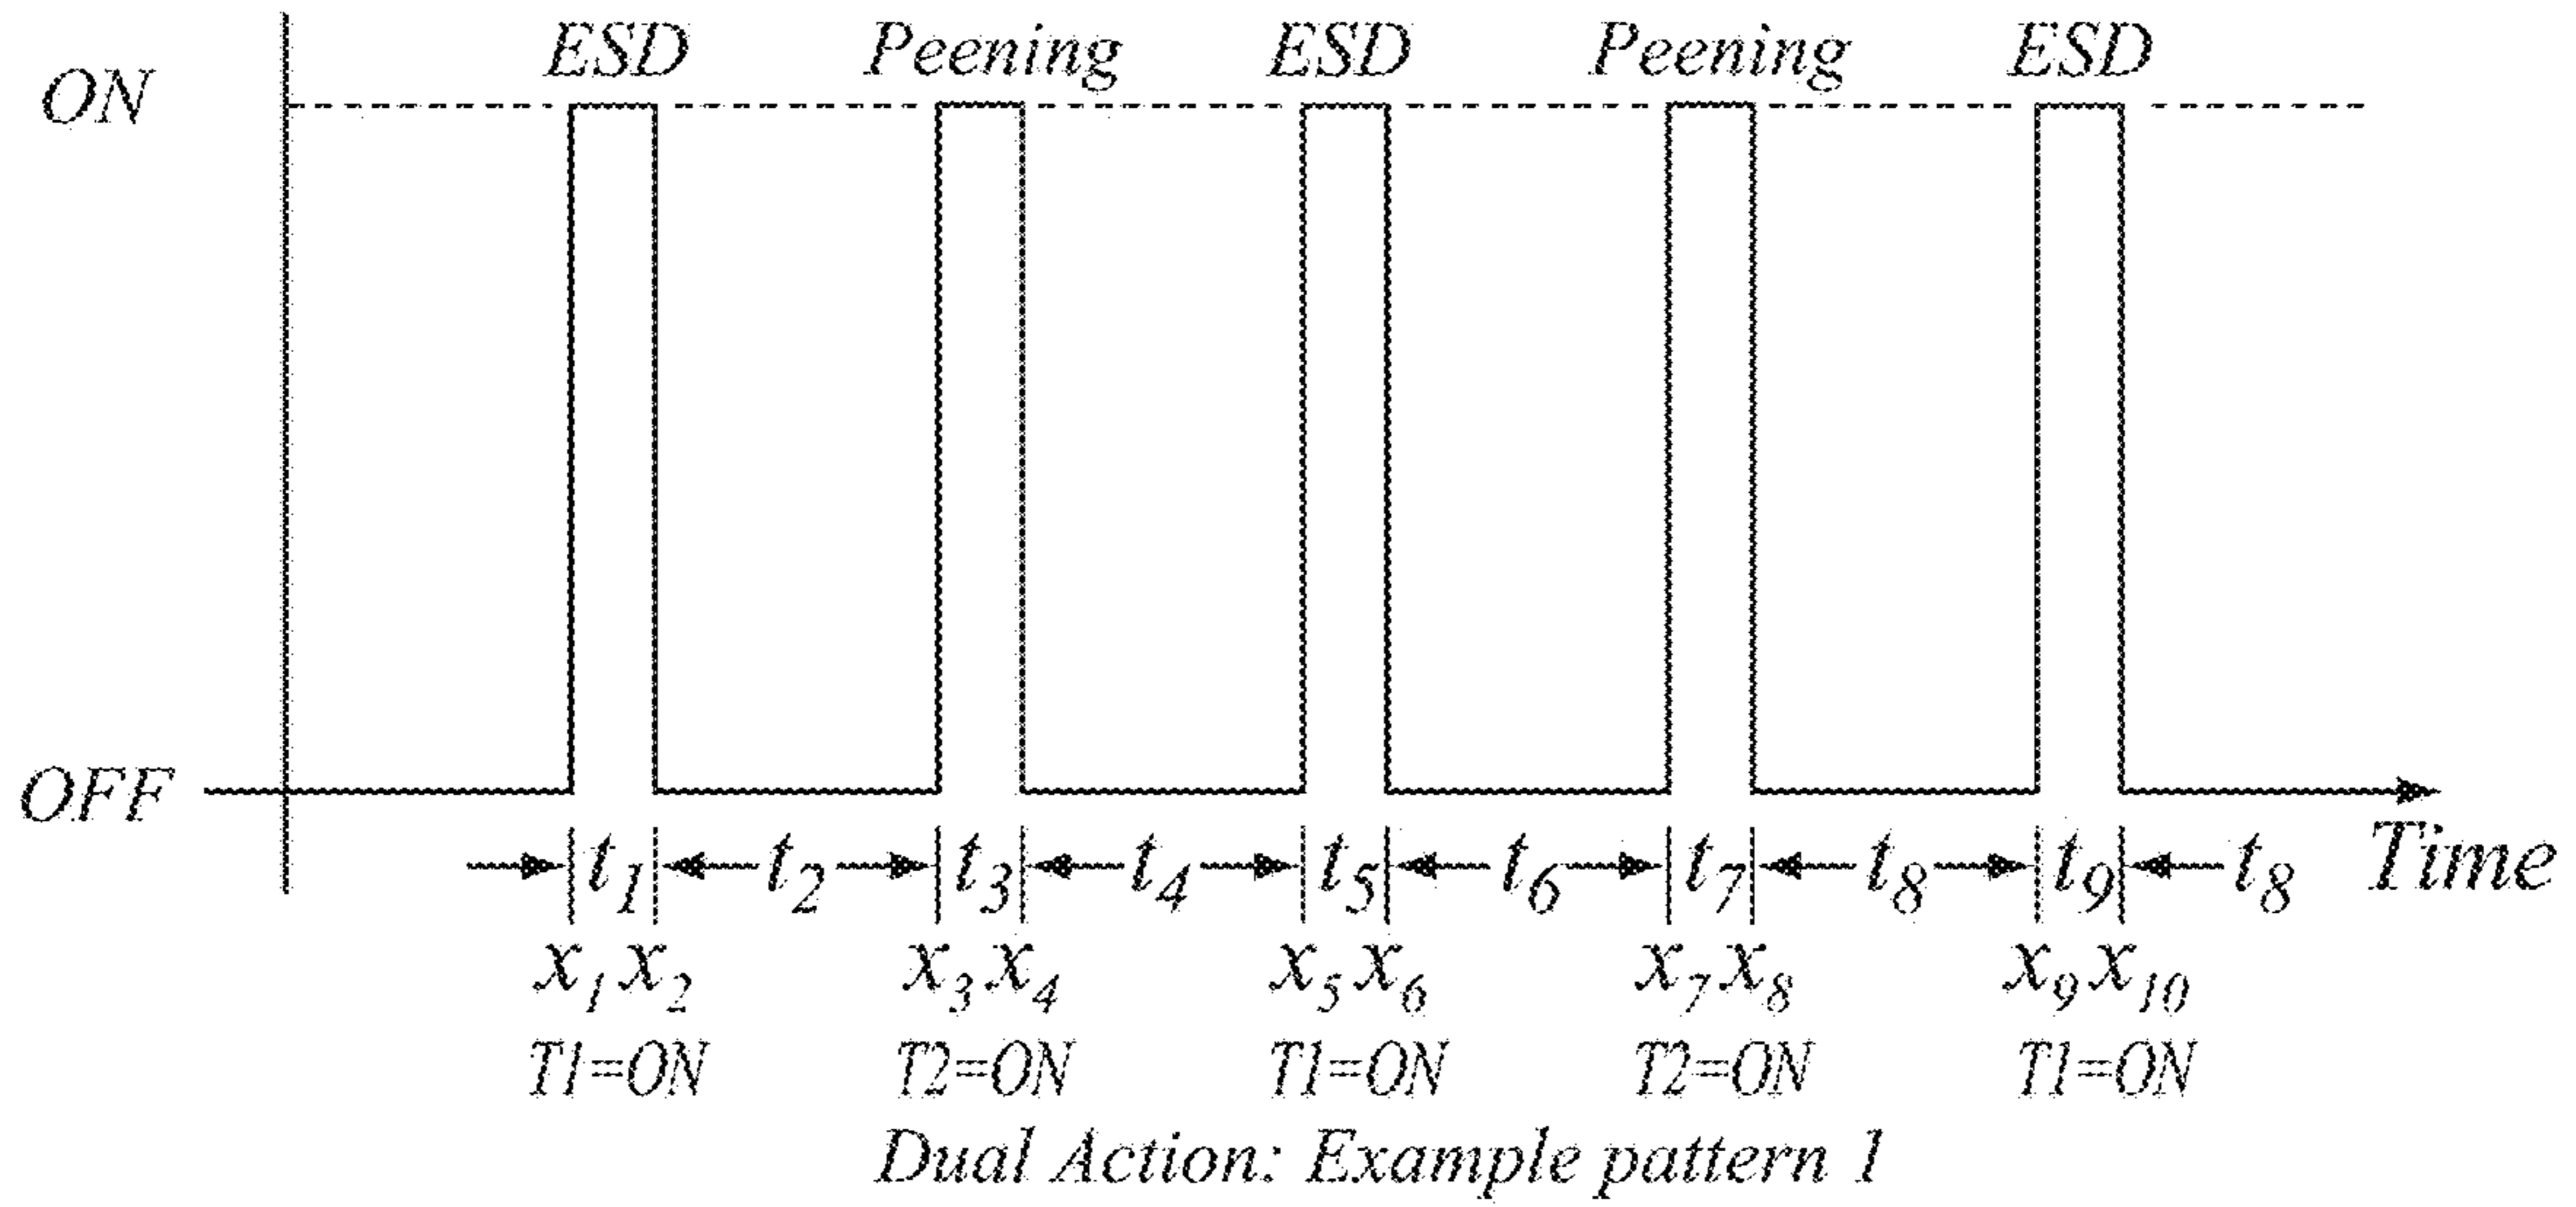 ESD Peening ESD Peening ESD
ON
OFF
t1 t2 t3 t4 t5 t6 t7 t8 t9 t8 Time
x1 x2 x3 x4 x5 x6 x7 x8 x9 x10
T1=ON T2=ON T1=ON T2=ON T1=ON
Dual Action: Example pattern 1